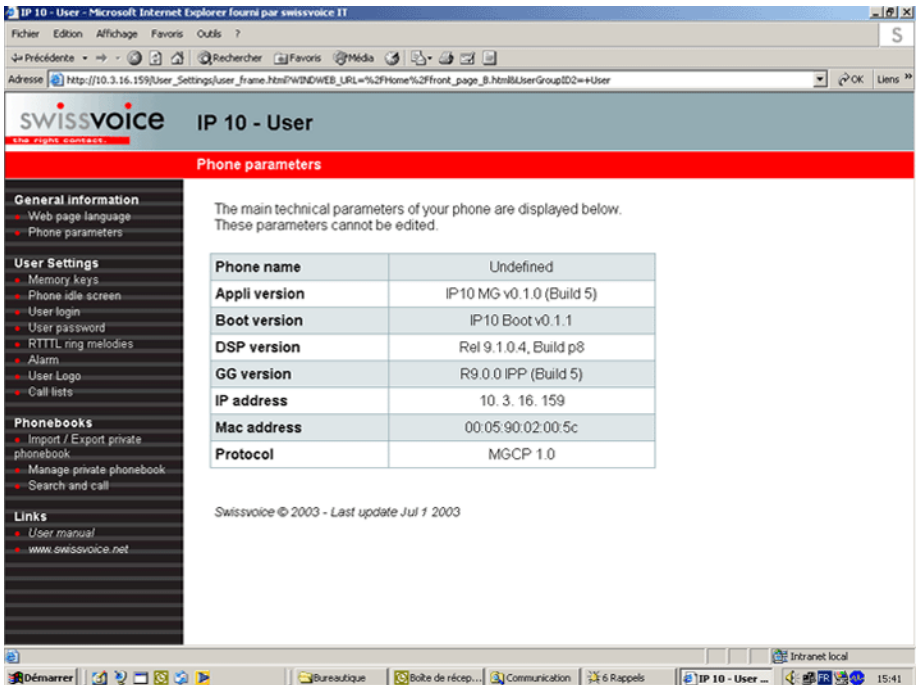 IP 10 - User - Microsoft Internet Explorer fourni par swissvoice IT
Fichier Edition Affichage Favoris Outils ?
Précédente Rechercher Favoris Média
Adresse http://10.3.16.159/User_Settings/user_frame.html?WINDWEB_URL=%2FHome%2Ffront_page_B.html&UserGroupID2=+User OK Liens »
swissvoice
the right contact.
IP 10 - User
Phone parameters
General information
Web page language
Phone parameters
User Settings
Memory keys
Phone idle screen
User login
User password
RTTTL ring melodies
Alarm
User Logo
Call lists
Phonebooks
Import / Export private
phonebook
Manage private phonebook
Search and call
Links
User manual
www.swissvoice.net
The main technical parameters of your phone are displayed below.
These parameters cannot be edited.
Phone name Undefined
Appli version IP10 MG v0.1.0 (Build 5)
Boot version IP10 Boot v0.1.1
DSP version Rel 9.1.0.4, Build p8
GG version R9.0.0 IPP (Build 5)
IP address 10. 3. 16. 159
Mac address 00:05:90:02:00:5c
Protocol MGCP 1.0
Swissvoice © 2003 - Last update Jul 1 2003
Intranet local
Démarrer Bureautique Boîte de récep... Communication 6 Rappels IP 10 - User ... FR 15:41